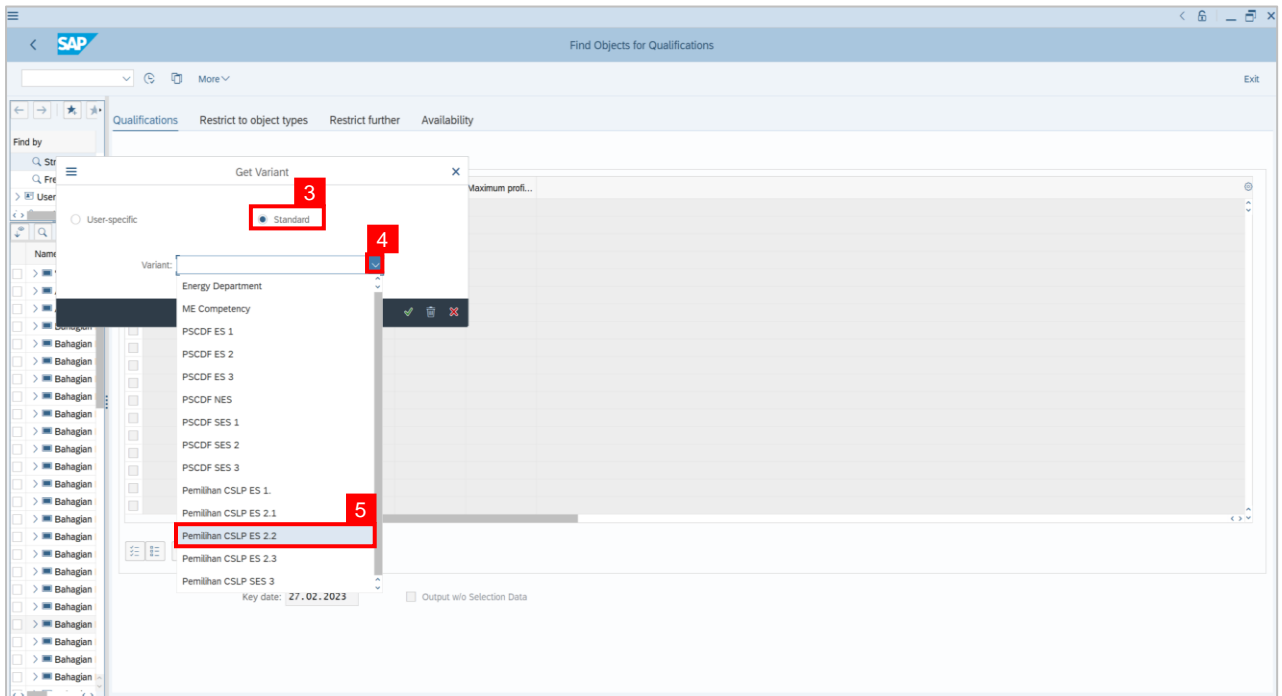 SAP
Find Objects for Qualifications
More
Exit
Qualifications Restrict to object types Restrict further Availability
Find by
Str
Fre
User
Get Variant
Maximum profi...
3
User-specific
Standard
4
Name
Variant:
Energy Department
ME Competency
PSCDF ES 1
PSCDF ES 2
Bahagian
PSCDF ES 3
Bahagian
Bahagian
PSCDF NES
Bahagian
Bahagian
PSCDF SES 1
Bahagian
PSCDF SES 2
Bahagian
PSCDF SES 3
Bahagian
Bahagian
Pemilihan CSLP ES 1.
Bahagian
5
Pemilihan CSLP ES 2.1
Bahagian
Pemilihan CSLP ES 2.2
Bahagian
Bahagian
Pemilihan CSLP ES 2.3
Bahagian
Pemilihan CSLP SES 3
Bahagian
Key date: 27.02.2023
Output w/o Selection Data
Bahagian
Bahagian
Bahagian
Bahagian
Bahagian